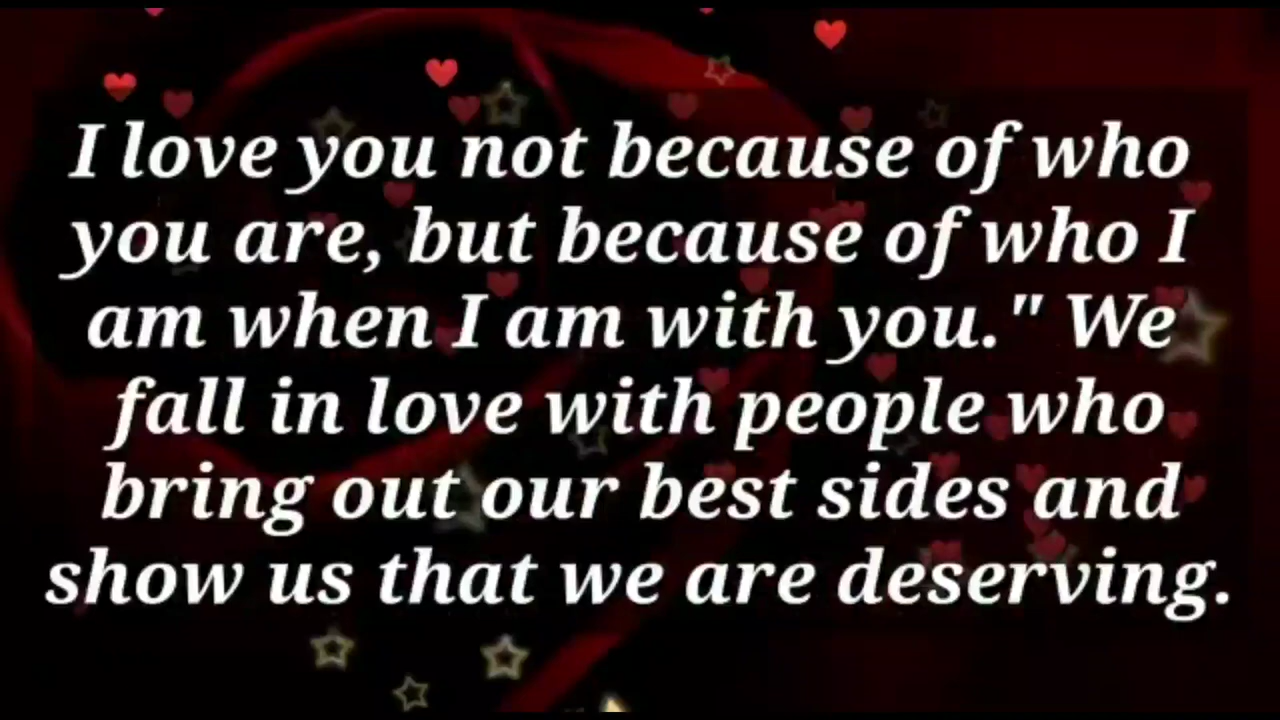 I love you not because of who
you are, but because of who I
am when I am with you." We
fall in love with people who
bring out our best sides and
show us that we are deserving.